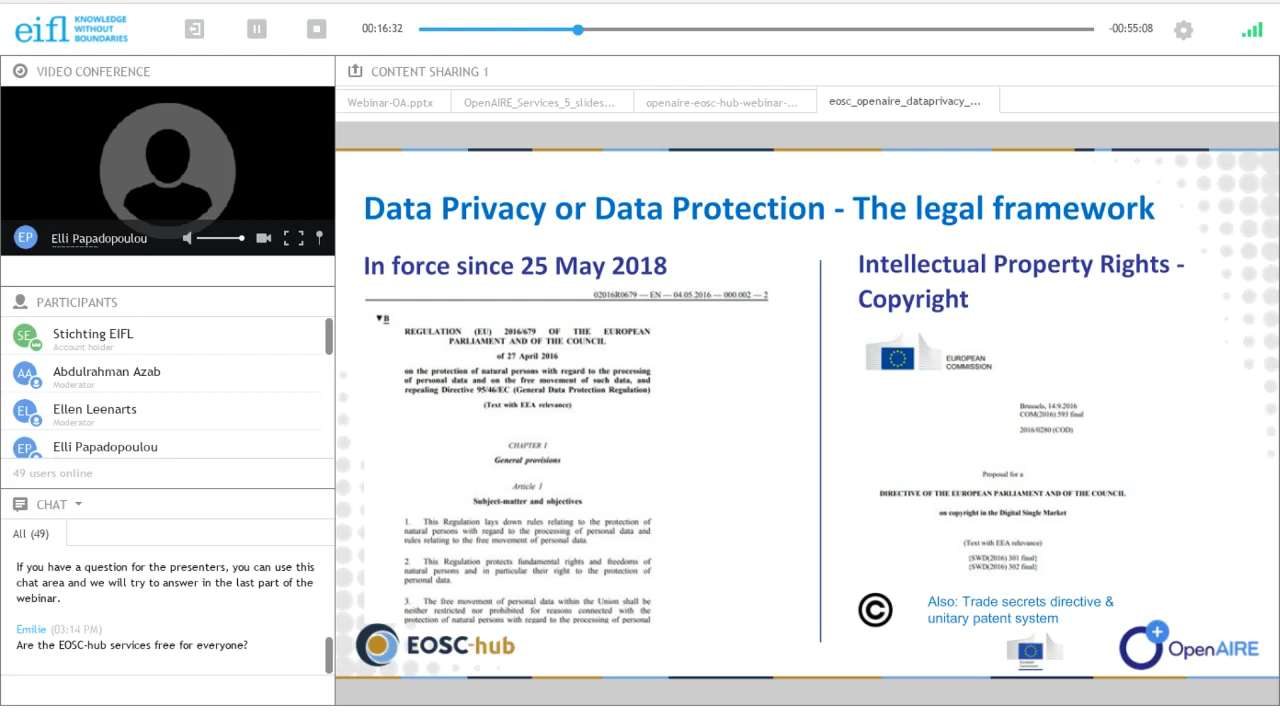 eifl KNOWLEDGE
WITHOUT
BOUNDARIES
00:16:32
-00:55:08
VIDEO CONFERENCE
EP Elli Papadopoulou
PARTICIPANTS
SE Stichting EIFL
Account holder
AA Abdulrahman Azab
Moderator
EL Ellen Leenarts
Moderator
EP Elli Papadopoulou
49 users online
CHAT
All (49)
If you have a question for the presenters, you can use this
chat area and we will try to answer in the last part of the
webinar.
Emilie (03:14 PM)
Are the EOSC-hub services free for everyone?
CONTENT SHARING 1
Webinar-OA.pptx
OpenAIRE_Services_5_slides...
openaire-eosc-hub-webinar-...
eosc_openaire_dataprivacy_...
Data Privacy or Data Protection - The legal framework
In force since 25 May 2018
02016R0679 — EN — 04.05.2016 — 000.002 — 2
▼B
REGULATION (EU) 2016/679 OF THE EUROPEAN
PARLIAMENT AND OF THE COUNCIL
of 27 April 2016
on the protection of natural persons with regard to the processing
of personal data and on the free movement of such data, and
repealing Directive 95/46/EC (General Data Protection Regulation)
(Text with EEA relevance)
CHAPTER I
General provisions
Article 1
Subject-matter and objectives
1. This Regulation lays down rules relating to the protection of
natural persons with regard to the processing of personal data and
rules relating to the free movement of personal data.
2. This Regulation protects fundamental rights and freedoms of
natural persons and in particular their right to the protection of
personal data.
3. The free movement of personal data within the Union shall be
neither restricted nor prohibited for reasons connected with the
protection of natural persons with regard to the processing of personal
EOSC-hub
Intellectual Property Rights -
Copyright
EUROPEAN
COMMISSION
Brussels, 14.9.2016
COM(2016) 593 final
2016/0280 (COD)
Proposal for a
DIRECTIVE OF THE EUROPEAN PARLIAMENT AND OF THE COUNCIL
on copyright in the Digital Single Market
(Text with EEA relevance)
{SWD(2016) 301 final}
{SWD(2016) 302 final}
©
Also: Trade secrets directive &
unitary patent system
OpenAIRE